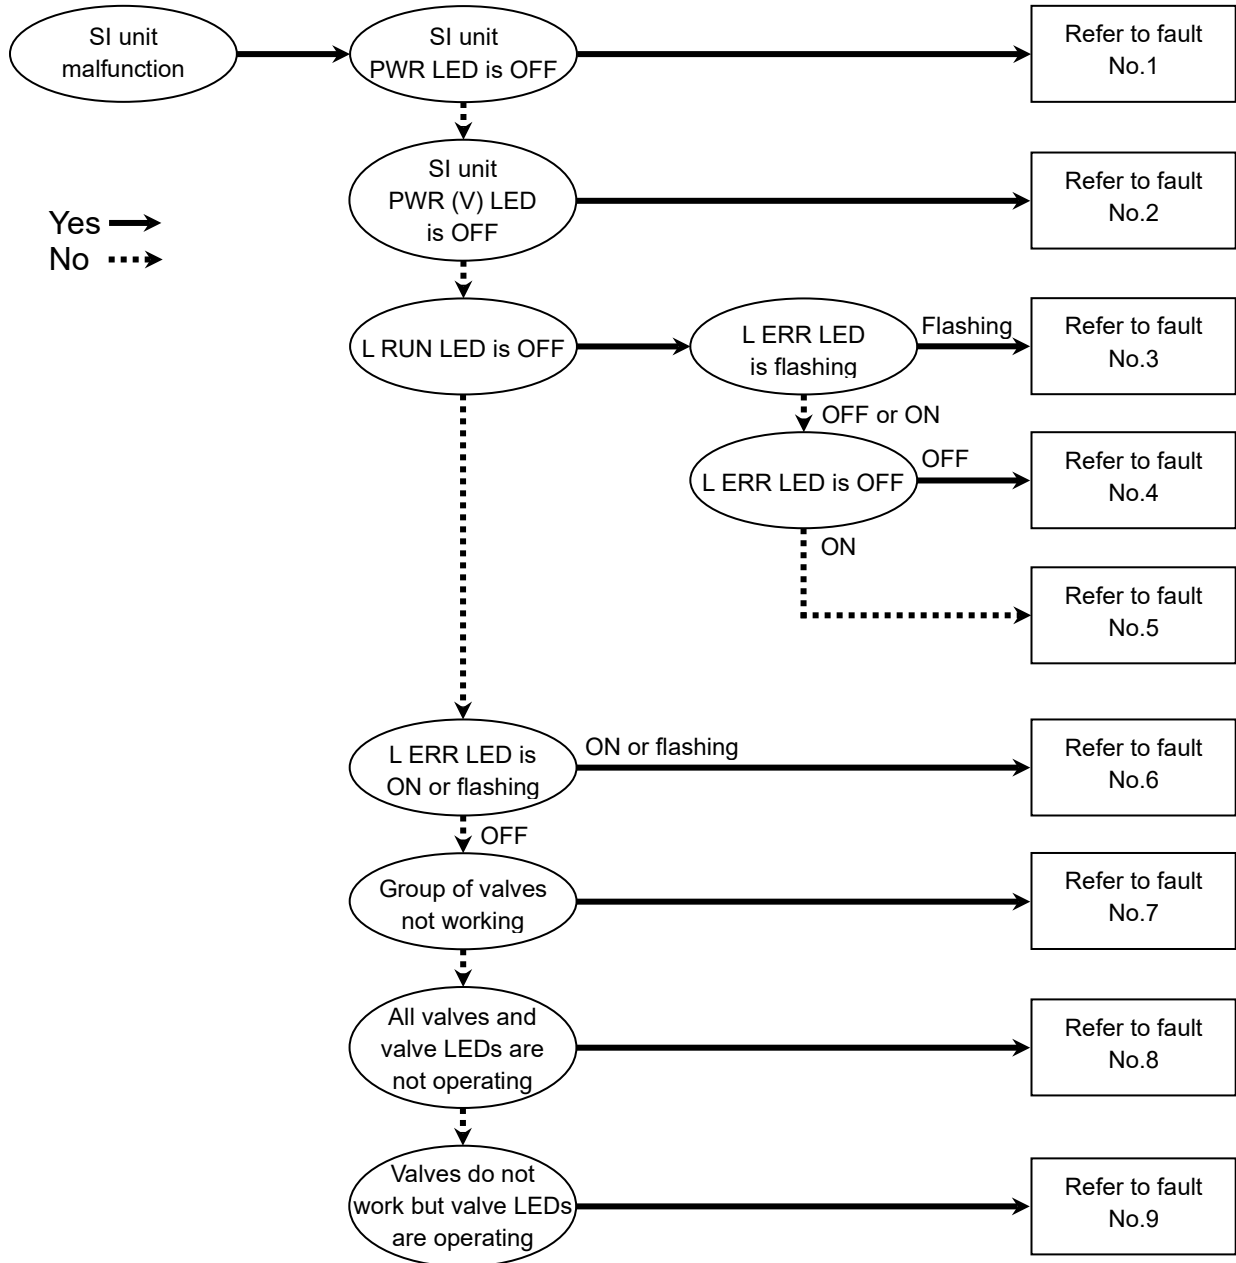 SI unit
malfunction
SI unit
PWR LED is OFF
Refer to fault
No.1
SI unit
PWR (V) LED
is OFF
Refer to fault
No.2
Yes
No
L RUN LED is OFF
L ERR LED
is flashing
Flashing
Refer to fault
No.3
OFF or ON
L ERR LED is OFF
OFF
Refer to fault
No.4
ON
Refer to fault
No.5
L ERR LED is
ON or flashing
ON or flashing
Refer to fault
No.6
OFF
Group of valves
not working
Refer to fault
No.7
All valves and
valve LEDs are
not operating
Refer to fault
No.8
Valves do not
work but valve LEDs
are operating
Refer to fault
No.9